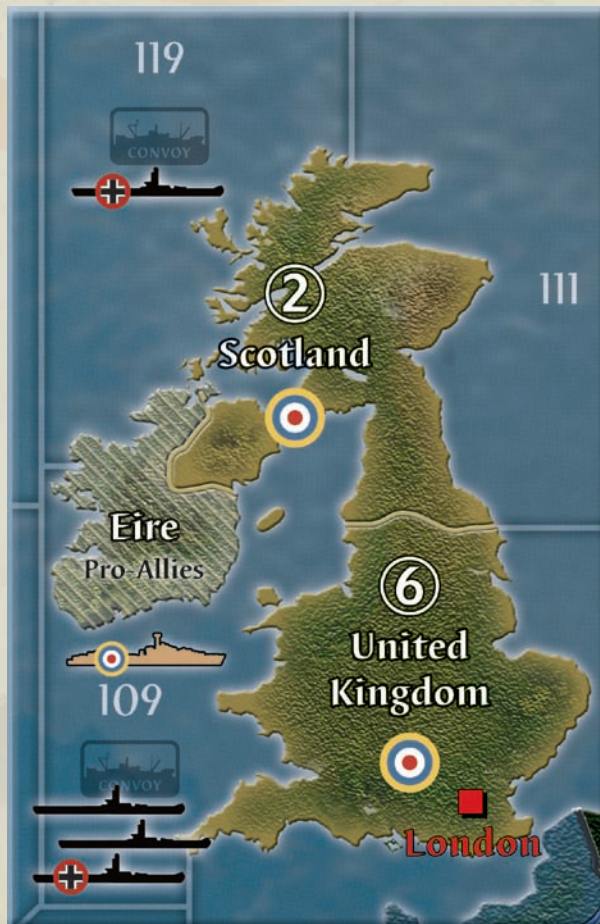 119
CONVOY
2
111
Scotland
Eire
Pro-Allies
6
United
Kingdom
109
CONVOY
London